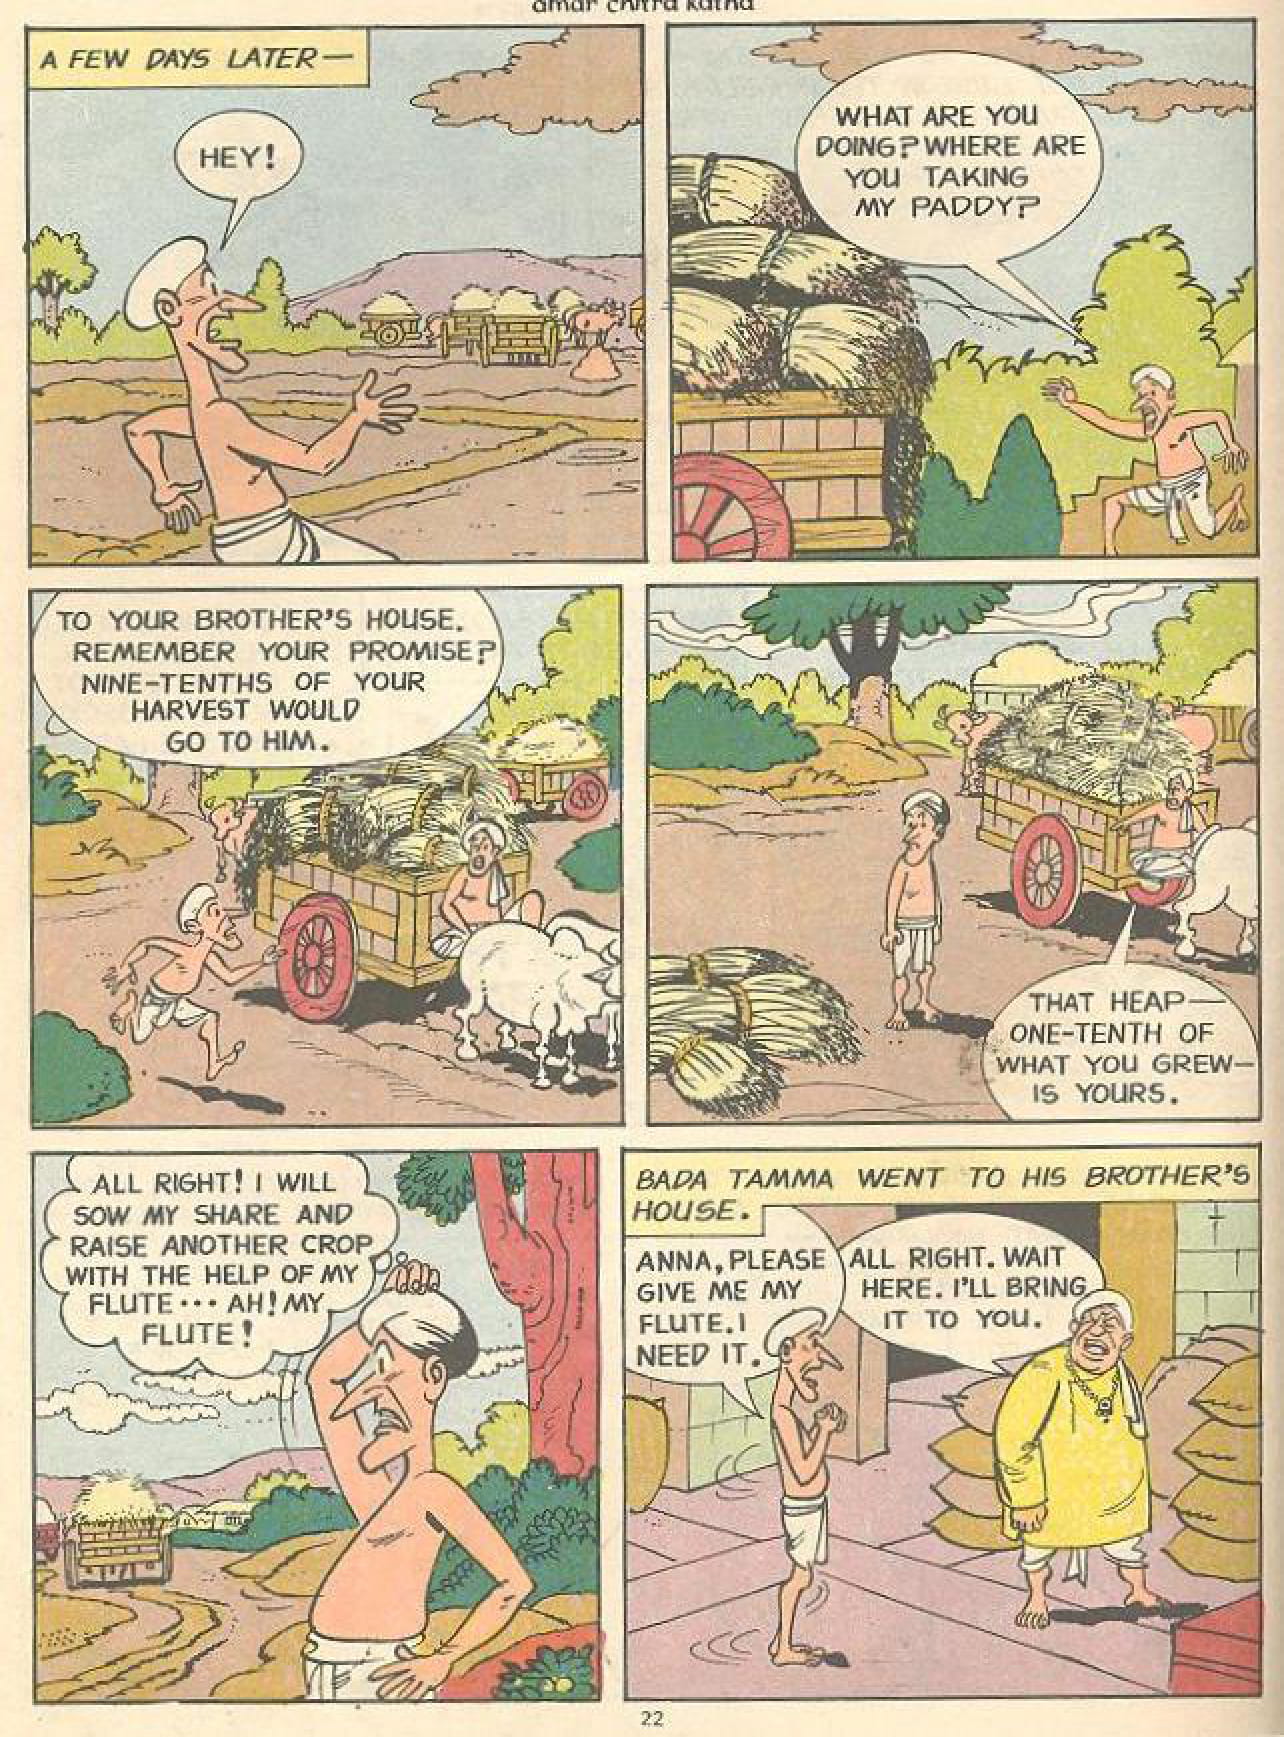 amar chitra katha
A FEW DAYS LATER—
HEY!
WHAT ARE YOU
DOING? WHERE ARE
YOU TAKING
MY PADDY?
TO YOUR BROTHER'S HOUSE.
REMEMBER YOUR PROMISE?
NINE-TENTHS OF YOUR
HARVEST WOULD
GO TO HIM.
THAT HEAP—
ONE-TENTH OF
WHAT YOU GREW—
IS YOURS.
ALL RIGHT! I WILL
SOW MY SHARE AND
RAISE ANOTHER CROP
WITH THE HELP OF MY
FLUTE... AH! MY
FLUTE!
BADA TAMMA WENT TO HIS BROTHER'S
HOUSE.
ANNA, PLEASE
GIVE ME MY
FLUTE. I
NEED IT.
ALL RIGHT. WAIT
HERE. I'LL BRING
IT TO YOU.
22